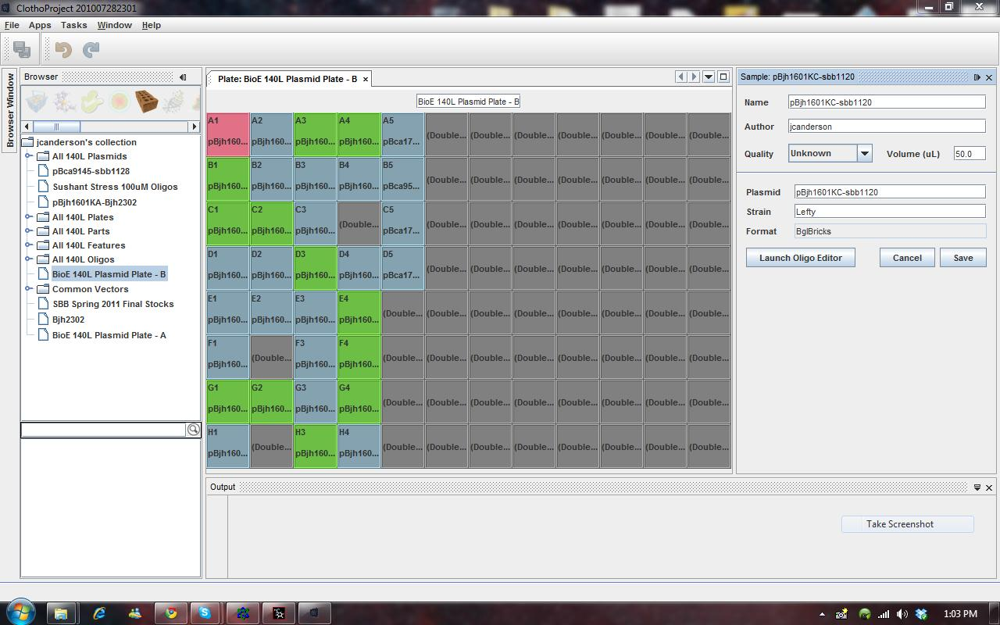 ClothoProject 201007282301
File Apps Tasks Window Help
Browser Window
Browser
jcanderson's collection
All 140L Plasmids
pBca9145-sbb1128
Sushant Stress 100uM Oligos
pBjh1601KA-Bjh2302
All 140L Plates
All 140L Parts
All 140L Features
All 140L Oligos
BioE 140L Plasmid Plate - B
Common Vectors
SBB Spring 2011 Final Stocks
Bjh2302
BioE 140L Plasmid Plate - A
Plate: BioE 140L Plasmid Plate - B ×
BioE 140L Plasmid Plate - B
A1 A2 A3 A4 A5
pBjh160... pBjh160... pBjh160... pBjh160... pBca17... (Double... (Double... (Double... (Double... (Double... (Double... (Double...
B1 B2 B3 B4 B5
pBjh160... pBjh160... pBjh160... pBjh160... pBca95... (Double... (Double... (Double... (Double... (Double... (Double... (Double...
C1 C2 C3 C5
pBjh160... pBjh160... pBjh160... (Double... pBca17... (Double... (Double... (Double... (Double... (Double... (Double... (Double...
D1 D2 D3 D4 D5
pBjh160... pBjh160... pBjh160... pBjh160... pBca17... (Double... (Double... (Double... (Double... (Double... (Double... (Double...
E1 E2 E3 E4
pBjh160... pBjh160... pBjh160... pBjh160... (Double... (Double... (Double... (Double... (Double... (Double... (Double... (Double...
F1 F3 F4
pBjh160... (Double... pBjh160... pBjh160... (Double... (Double... (Double... (Double... (Double... (Double... (Double... (Double...
G1 G2 G3 G4
pBjh160... pBjh160... pBjh160... pBjh160... (Double... (Double... (Double... (Double... (Double... (Double... (Double... (Double...
H1 H3 H4
pBjh160... (Double... pBjh160... pBjh160... (Double... (Double... (Double... (Double... (Double... (Double... (Double... (Double...
Sample: pBjh1601KC-sbb1120
Name pBjh1601KC-sbb1120
Author jcanderson
Quality Unknown Volume (uL) 50.0
Plasmid pBjh1601KC-sbb1120
Strain Lefty
Format BglBricks
Launch Oligo Editor Cancel Save
Output
Take Screenshot
1:03 PM